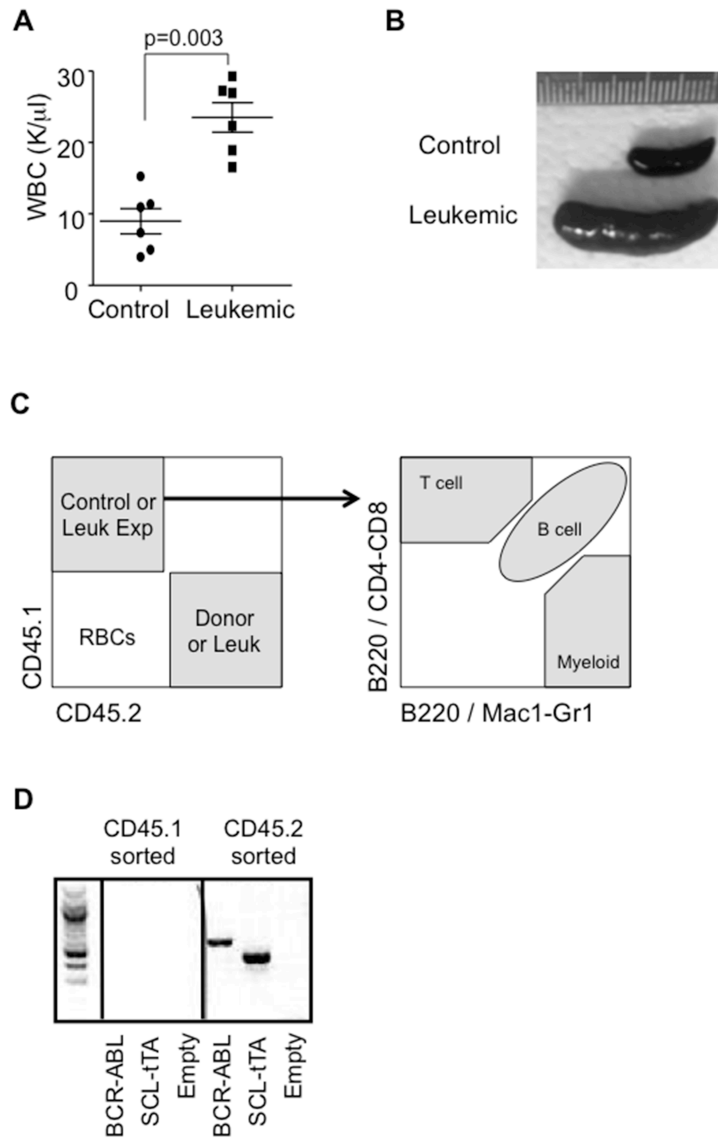 A
p=0.003
WBC (K/µl)
30
20
10
0
Control
Leukemic
B
Control
Leukemic
C
Control or
Leuk Exp
RBCs
Donor
or Leuk
CD45.1
CD45.2
T cell
B cell
Myeloid
B220 / CD4-CD8
B220 / Mac1-Gr1
D
CD45.1
sorted
CD45.2
sorted
BCR-ABL
SCL-tTA
Empty
BCR-ABL
SCL-tTA
Empty